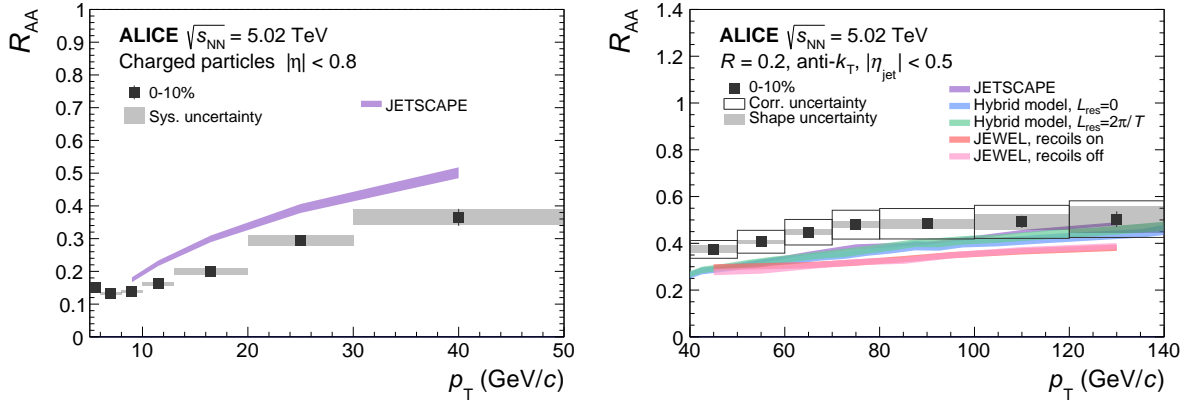 R_AA
1
0.9
0.8
0.7
0.6
0.5
0.4
0.3
0.2
0.1
0
ALICE √s_NN = 5.02 TeV
Charged particles |η| < 0.8
0-10%
Sys. uncertainty
JETSCAPE
10 20 30 40 50
p_T (GeV/c)
R_AA
1.4
1.2
1
0.8
0.6
0.4
0.2
0
ALICE √s_NN = 5.02 TeV
R = 0.2, anti-k_T, |η_jet| < 0.5
0-10%
Corr. uncertainty
Shape uncertainty
JETSCAPE
Hybrid model, L_res=0
Hybrid model, L_res=2π/T
JEWEL, recoils on
JEWEL, recoils off
40 60 80 100 120 140
p_T (GeV/c)